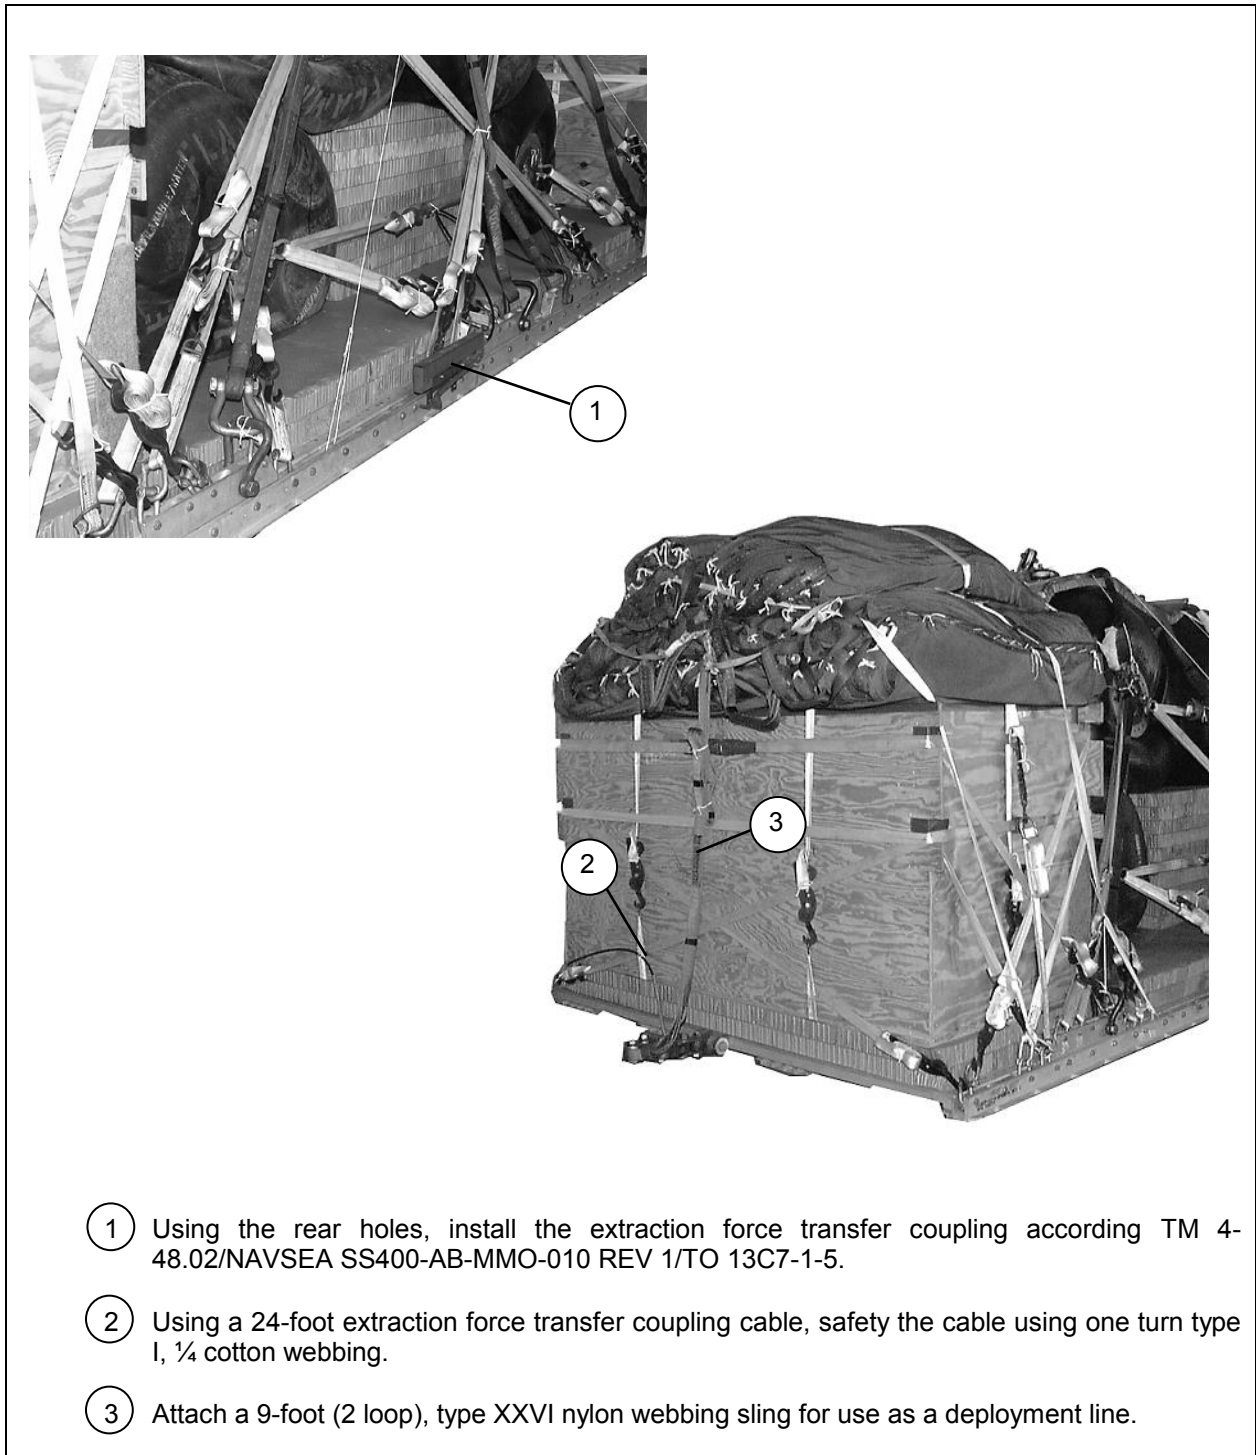 1
2
3
1 Using the rear holes, install the extraction force transfer coupling according TM 4-
48.02/NAVSEA SS400-AB-MMO-010 REV 1/TO 13C7-1-5.
2 Using a 24-foot extraction force transfer coupling cable, safety the cable using one turn type
I, ¼ cotton webbing.
3 Attach a 9-foot (2 loop), type XXVI nylon webbing sling for use as a deployment line.